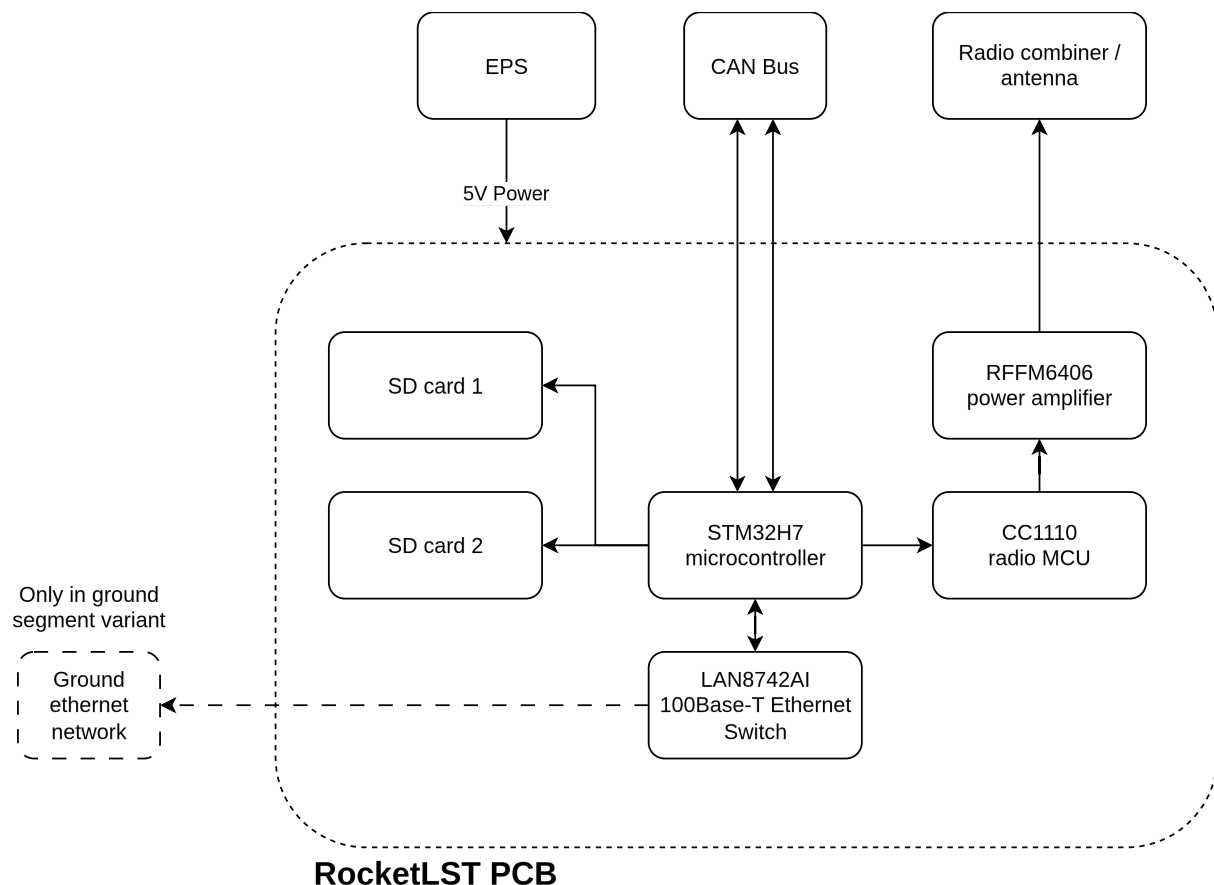 EPS
CAN Bus
Radio combiner /
antenna
5V Power
SD card 1
RFFM6406
power amplifier
SD card 2
STM32H7
microcontroller
CC1110
radio MCU
Only in ground
segment variant
Ground
ethernet
network
LAN8742AI
100Base-T Ethernet
Switch
RocketLST PCB